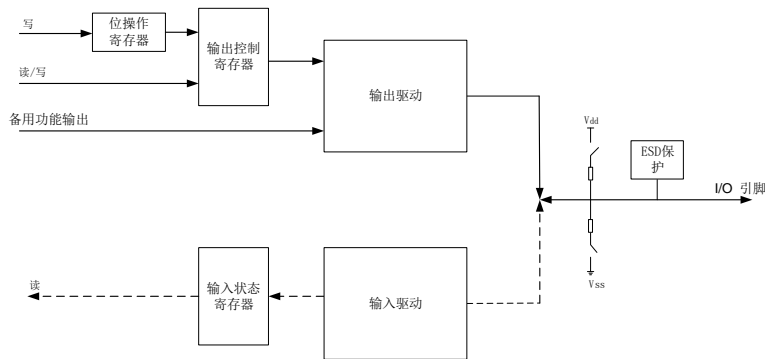 写
位操作
寄存器
输出控制
寄存器
读/写
备用功能输出
输出驱动
Vdd
ESD保
护
I/O 引脚
Vss
读
输入状态
寄存器
输入驱动